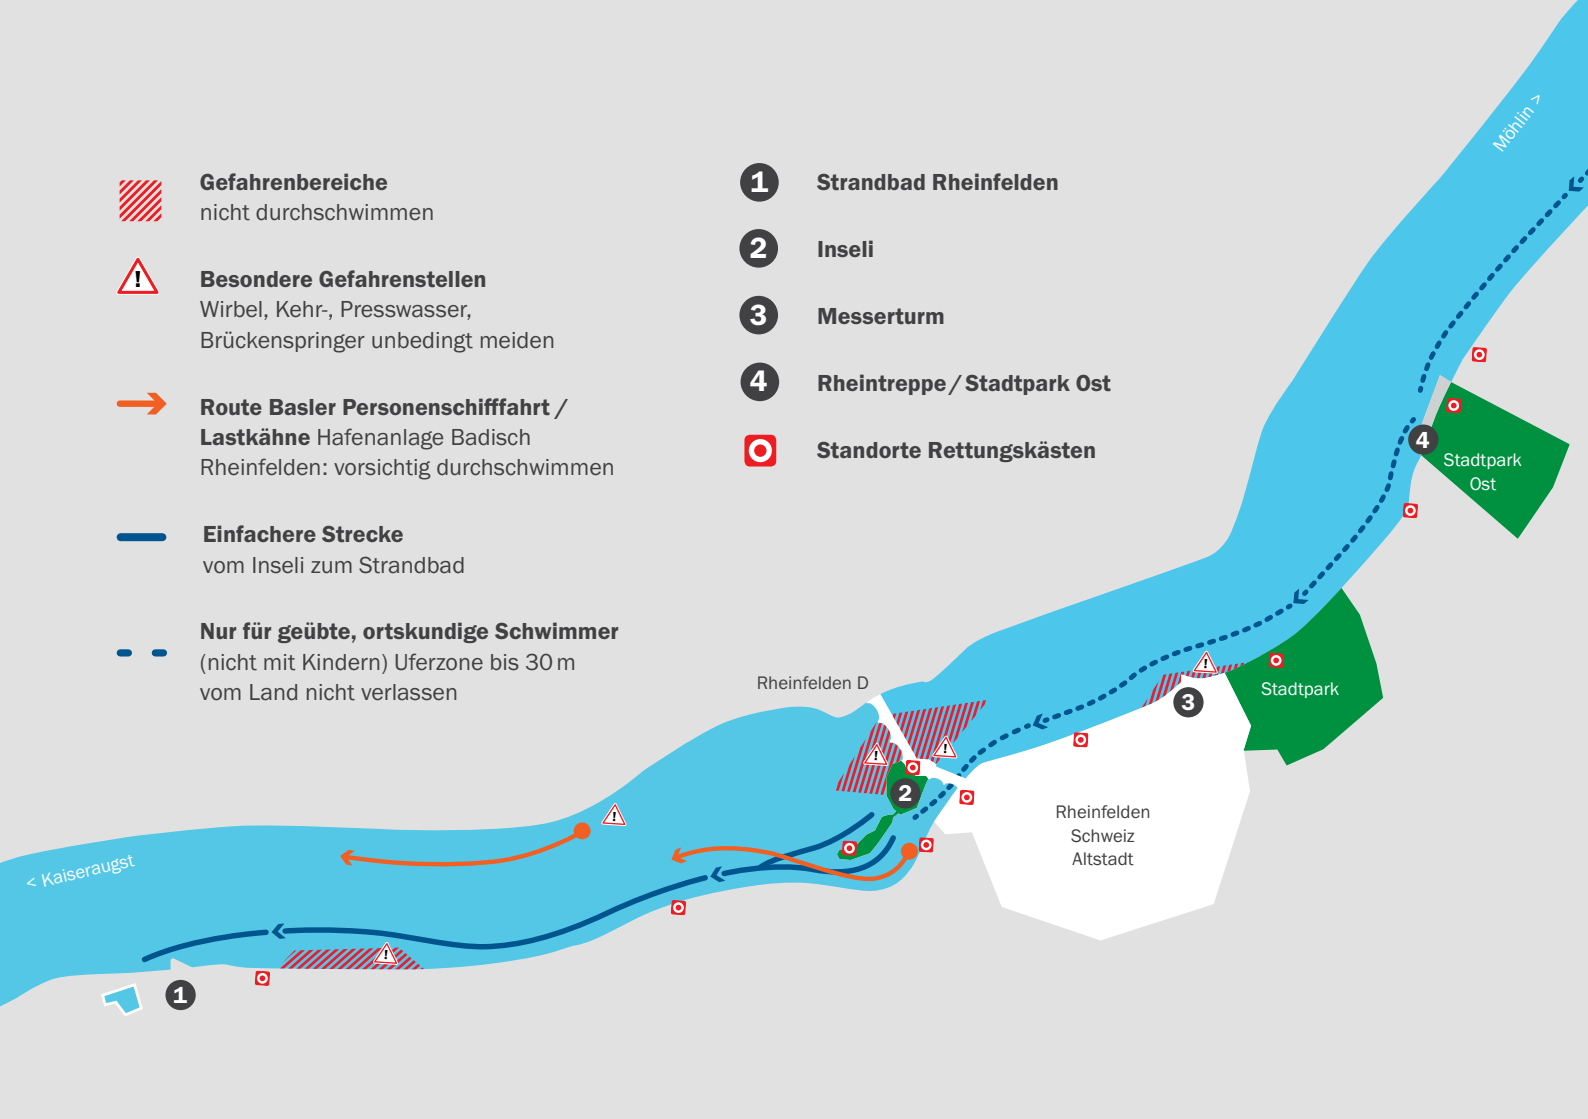 Gefahrenbereiche
nicht durchschwimmen
Besondere Gefahrenstellen
Wirbel, Kehr-, Presswasser,
Brückenspringer unbedingt meiden
Route Basler Personenschifffahrt /
Lastkähne Hafenanlage Badisch
Rheinfelden: vorsichtig durchschwimmen
Einfachere Strecke
vom Inseli zum Strandbad
Nur für geübte, ortskundige Schwimmer
(nicht mit Kindern) Uferzone bis 30 m
vom Land nicht verlassen
1 Strandbad Rheinfelden
2 Inseli
3 Messerturm
4 Rheintreppe / Stadtpark Ost
Standorte Rettungskästen
Möhlin >
4
Stadtpark
Ost
Rheinfelden D
3
Stadtpark
2
Rheinfelden
Schweiz
Altstadt
< Kaiseraugst
1